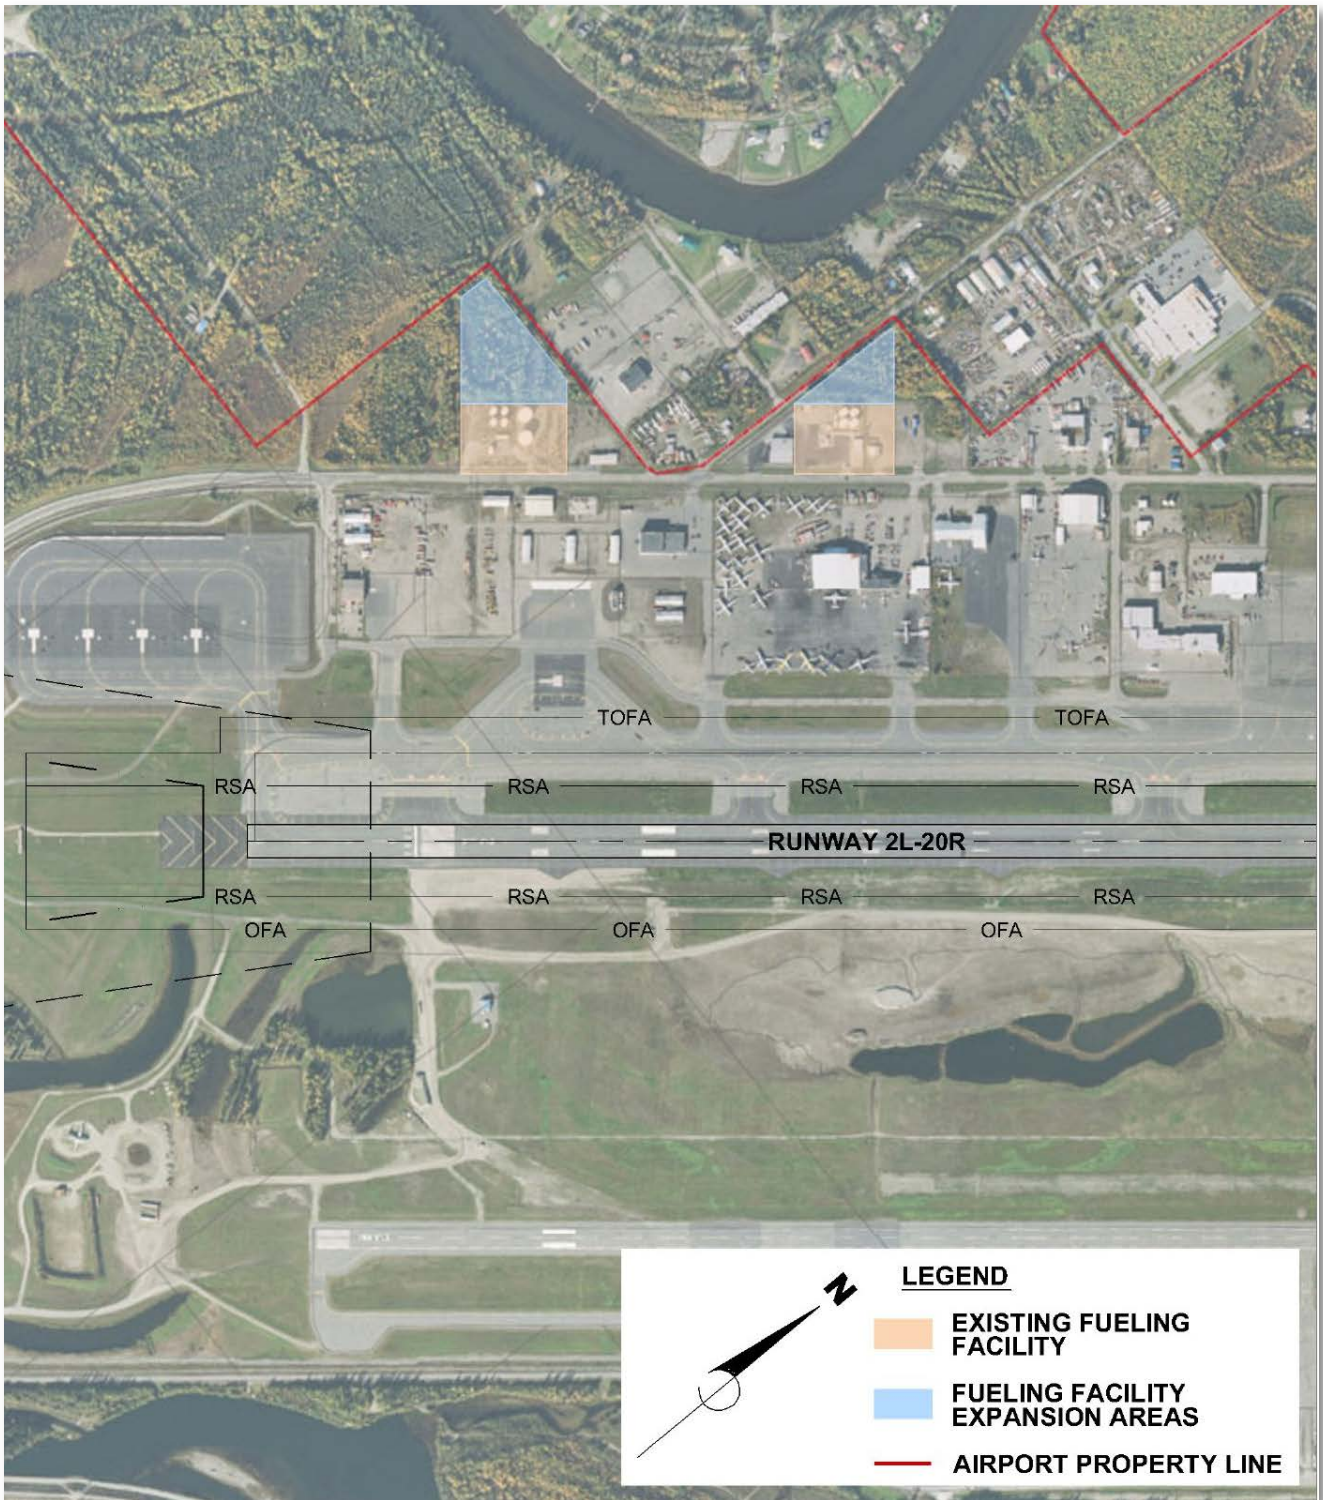 TOFA TOFA
RSA RSA RSA RSA
RUNWAY 2L-20R
RSA RSA RSA RSA
OFA OFA OFA
N
LEGEND
EXISTING FUELING
FACILITY
FUELING FACILITY
EXPANSION AREAS
AIRPORT PROPERTY LINE